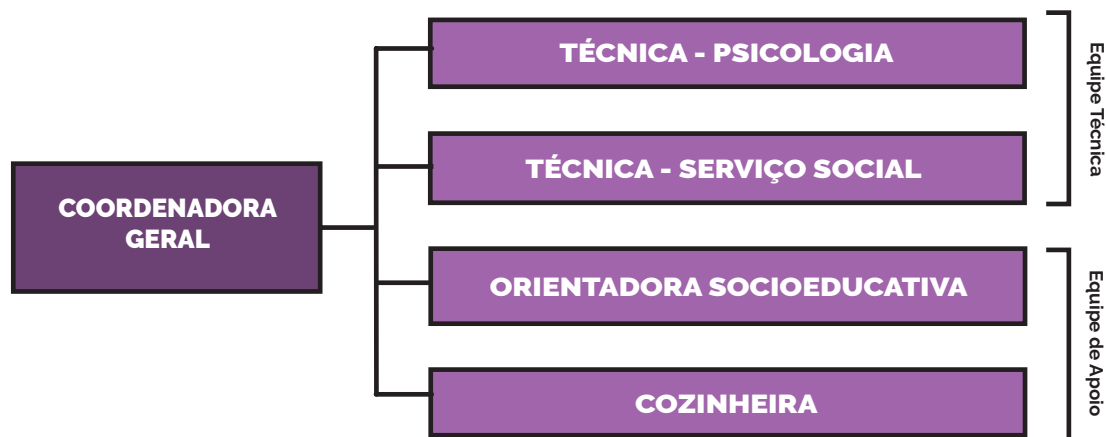 TÉCNICA - PSICOLOGIA
TÉCNICA - SERVIÇO SOCIAL
Equipe Técnica
COORDENADORA
GERAL
ORIENTADORA SOCIOEDUCATIVA
COZINHEIRA
Equipe de Apoio